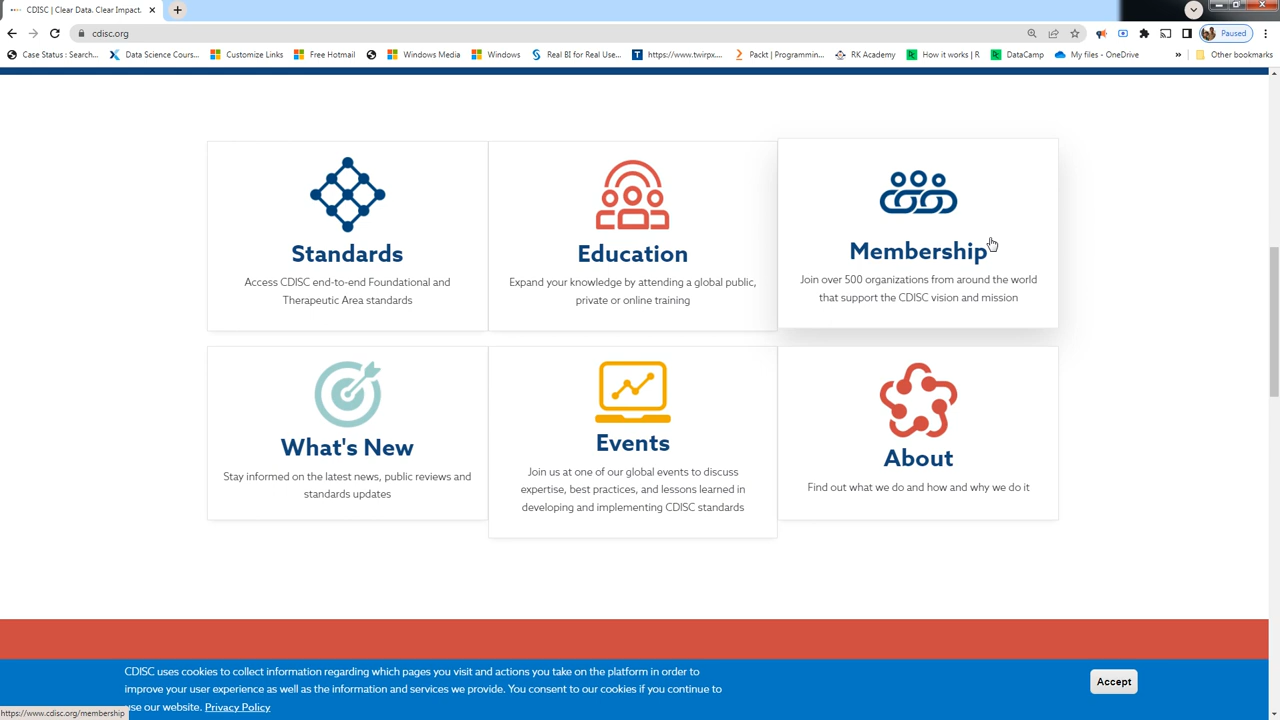 CDISC | Clear Data. Clear Impact.
cdisc.org
Paused
Case Status : Search...
Data Science Cours...
Customize Links
Free Hotmail
Windows Media
Windows
Real BI for Real Use...
https://www.twirpx....
Packt | Programmin...
RK Academy
How it works | R
DataCamp
My files - OneDrive
»
Other bookmarks
Standards
Access CDISC end-to-end Foundational and
Therapeutic Area standards
Education
Expand your knowledge by attending a global public,
private or online training
Membership
Join over 500 organizations from around the world
that support the CDISC vision and mission
What's New
Stay informed on the latest news, public reviews and
standards updates
Events
Join us at one of our global events to discuss
expertise, best practices, and lessons learned in
developing and implementing CDISC standards
About
Find out what we do and how and why we do it
CDISC uses cookies to collect information regarding which pages you visit and actions you take on the platform in order to
improve your user experience as well as the information and services we provide. You consent to our cookies if you continue to
use our website. Privacy Policy
Accept
https://www.cdisc.org/membership